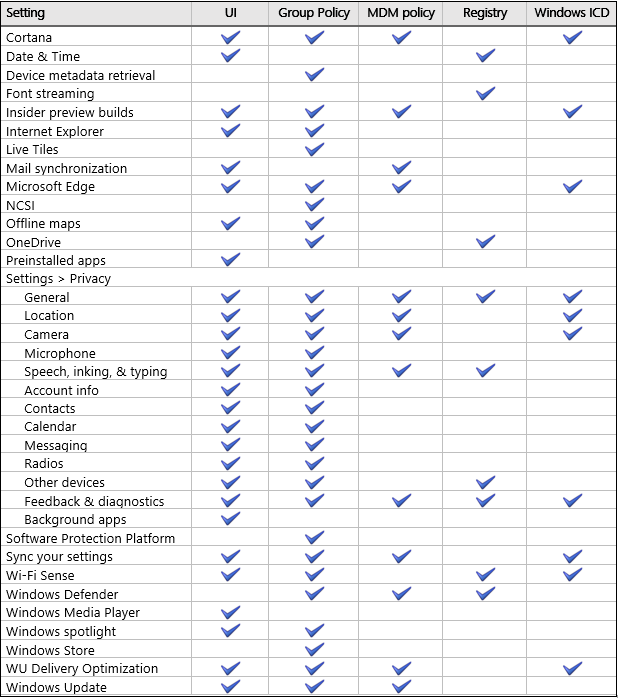 Setting UI Group Policy MDM policy Registry Windows ICD
Cortana
Date & Time
Device metadata retrieval
Font streaming
Insider preview builds
Internet Explorer
Live Tiles
Mail synchronization
Microsoft Edge
NCSI
Offline maps
OneDrive
Preinstalled apps
Settings > Privacy
General
Location
Camera
Microphone
Speech, inking, & typing
Account info
Contacts
Calendar
Messaging
Radios
Other devices
Feedback & diagnostics
Background apps
Software Protection Platform
Sync your settings
Wi-Fi Sense
Windows Defender
Windows Media Player
Windows spotlight
Windows Store
WU Delivery Optimization
Windows Update